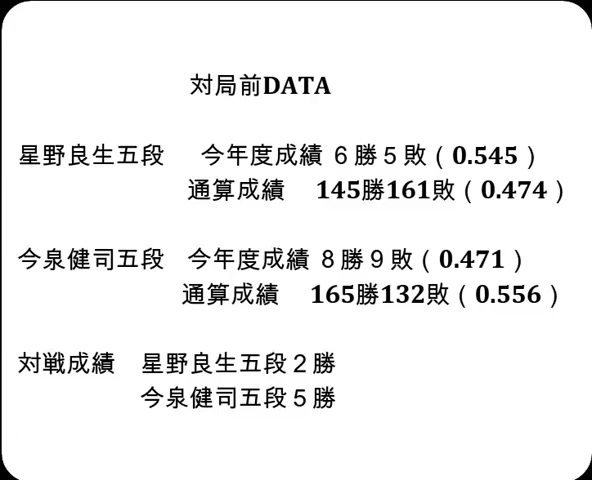 対局前DATA
星野良生五段 今年度成績 6勝5敗(0.545)
通算成績 145勝161敗(0.474)
今泉健司五段 今年度成績 8勝9敗(0.471)
通算成績 165勝132敗(0.556)
対戦成績 星野良生五段2勝
今泉健司五段5勝